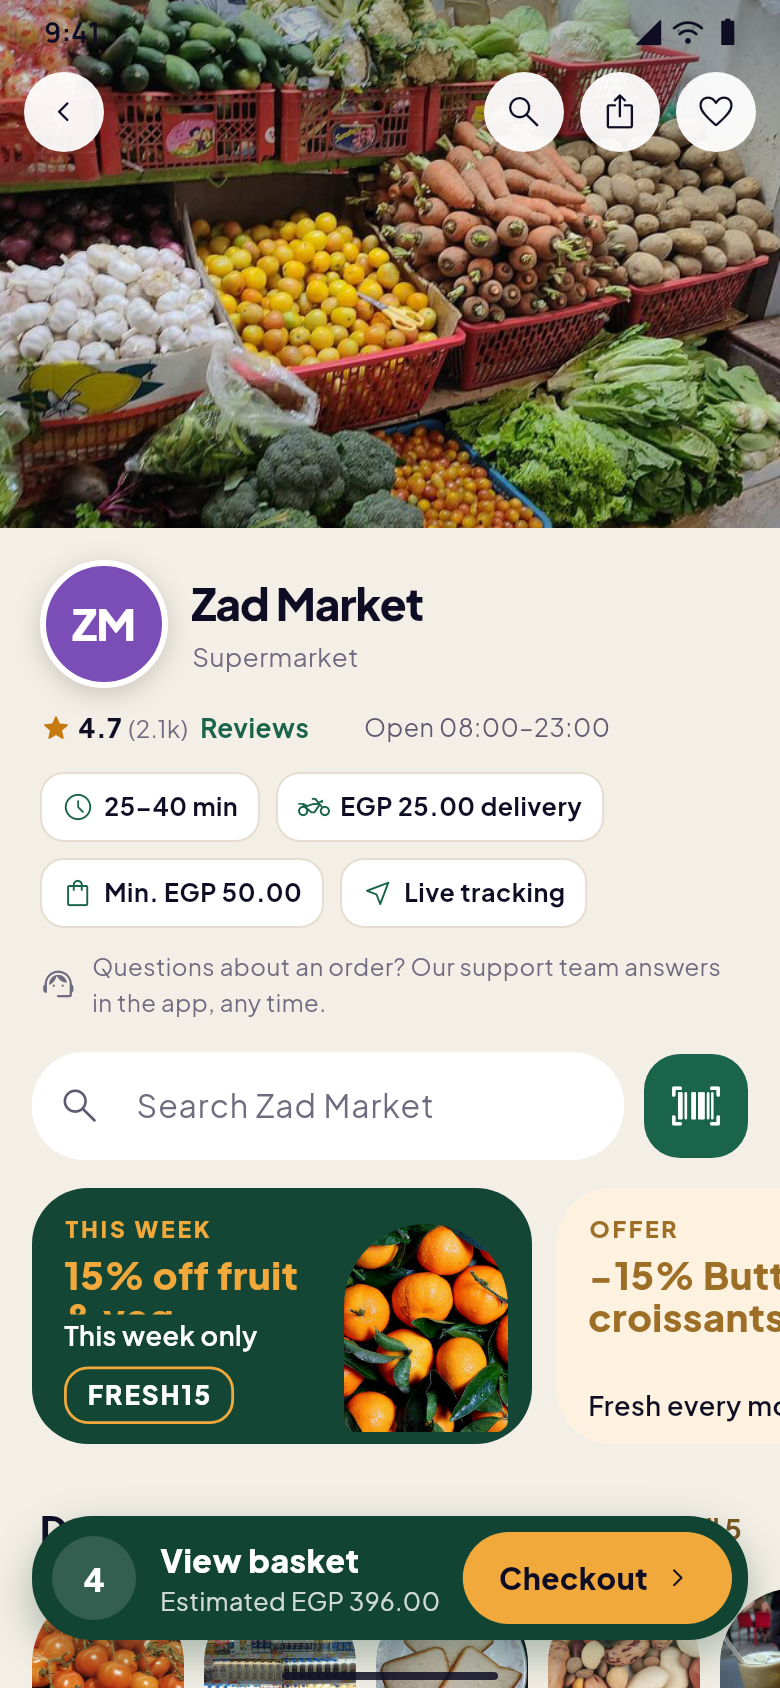 9:41
ZM
Zad Market
Supermarket
4.7 (2.1k) Reviews
Open 08:00–23:00
25–40 min
EGP 25.00 delivery
Min. EGP 50.00
Live tracking
Questions about an order? Our support team answers
in the app, any time.
Search Zad Market
THIS WEEK
15% off fruit
This week only
FRESH15
OFFER
-15% Butt
croissants
Fresh every mo
4
View basket
Estimated EGP 396.00
Checkout